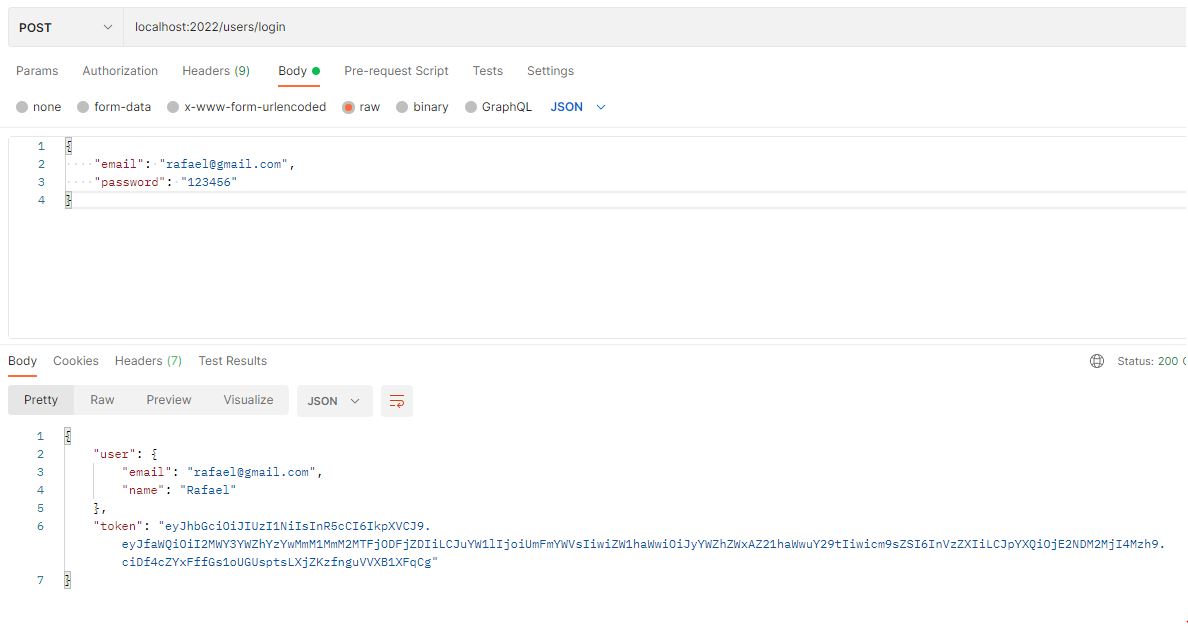 POST localhost:2022/users/login
Params Authorization Headers (9) Body Pre-request Script Tests Settings
none form-data x-www-form-urlencoded raw binary GraphQL JSON
1 {
2 "email": "rafael@gmail.com",
3 "password": "123456"
4 }
Body Cookies Headers (7) Test Results Status: 200
Pretty Raw Preview Visualize JSON
1 {
2 "user": {
3 "email": "rafael@gmail.com",
4 "name": "Rafael"
5 },
6 "token": "eyJhbGciOiJIUzI1NiIsInR5cCI6IkpXVCJ9.
eyJfaWQiOiI2MWY3YWZhYzYwMmM1MmM2MTFjODFjZDIiLCJuYW1lIjoiUmFmYWVsIiwiZW1haWwiOiJyYWZhZWxAZ21haWwuY29tIiwicm9sZSI6InVzZXIiLCJpYXQiOjE2NDM2MjI4Mzh9.
ciDf4cZYxFffGs1oUGUsptsLXjZKzfnguVVXB1XFqCg"
7 }